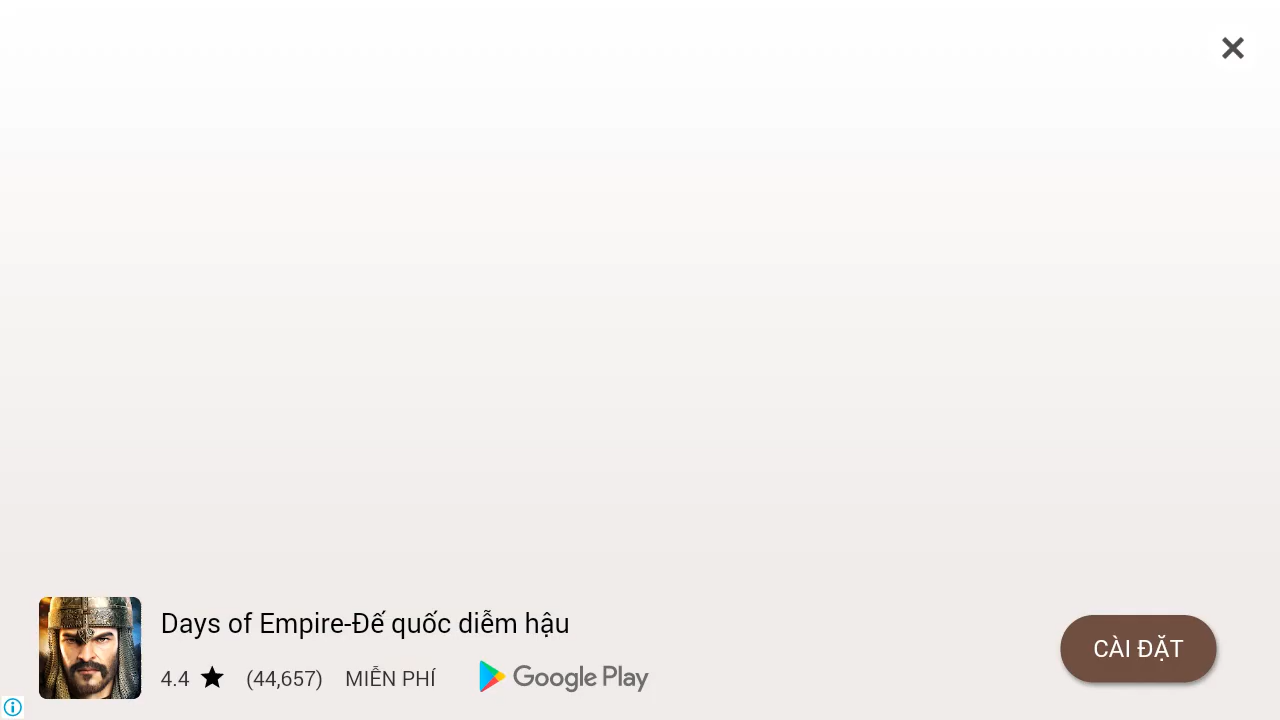 Days of Empire-Đế quốc diễm hậu
4.4 ★ (44,657) MIỄN PHÍ Google Play
CÀI ĐẶT